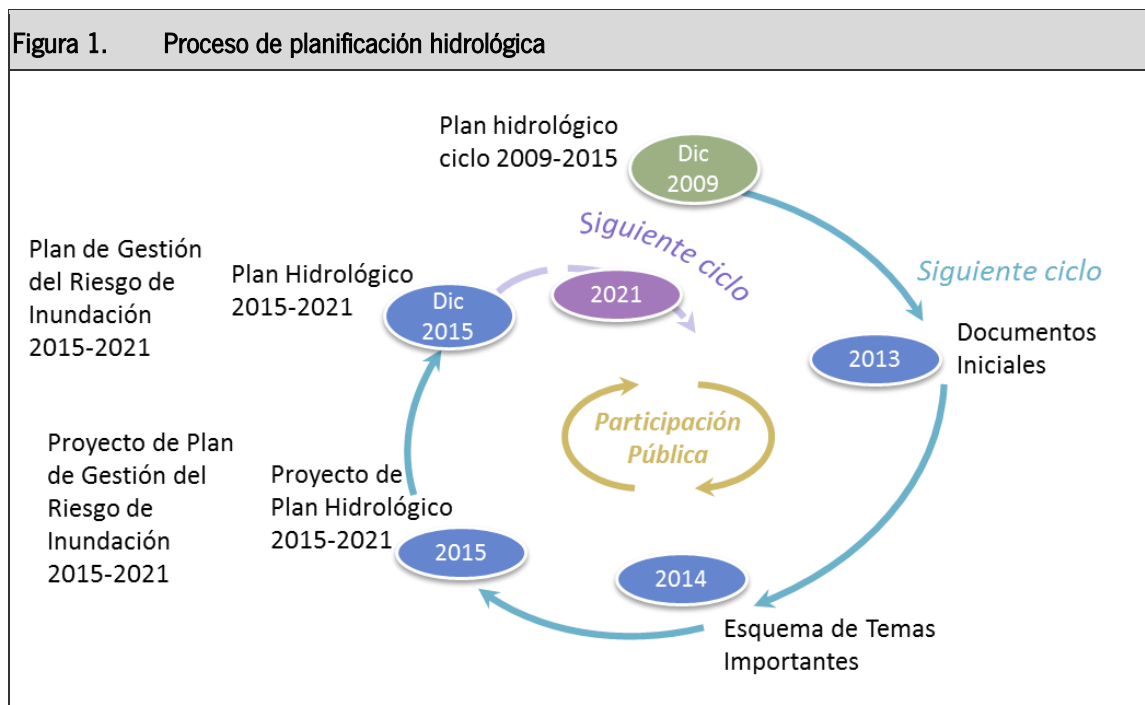 Figura 1. Proceso de planificación hidrológica
Plan hidrológico
ciclo 2009-2015
Dic
2009
Siguiente ciclo
Siguiente ciclo
2013
Documentos
Iniciales
2014
Esquema de Temas
Importantes
2015
Proyecto de
Plan Hidrológico
2015-2021
Proyecto de Plan
de Gestión del
Riesgo de
Inundación
2015-2021
Dic
2015
Plan Hidrológico
2015-2021
Plan de Gestión
del Riesgo de
Inundación
2015-2021
2021
Participación
Pública